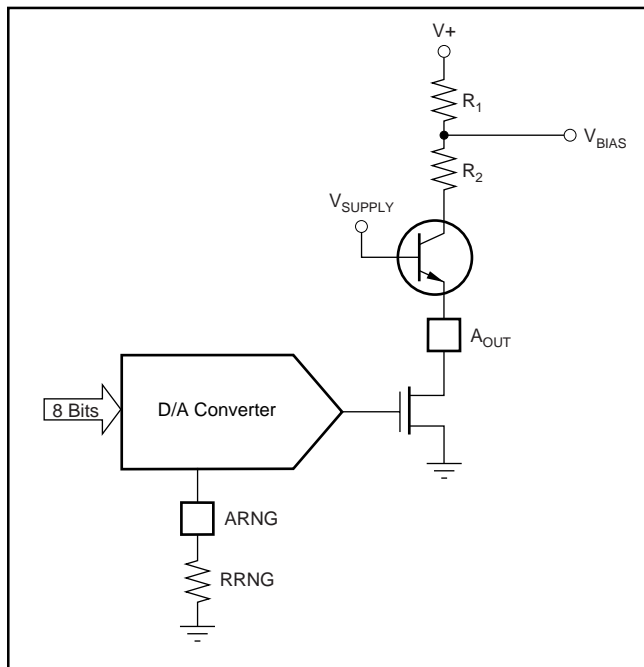 V+
R1
VBIAS
R2
VSUPPLY
AOUT
8 Bits
D/A Converter
ARNG
RRNG